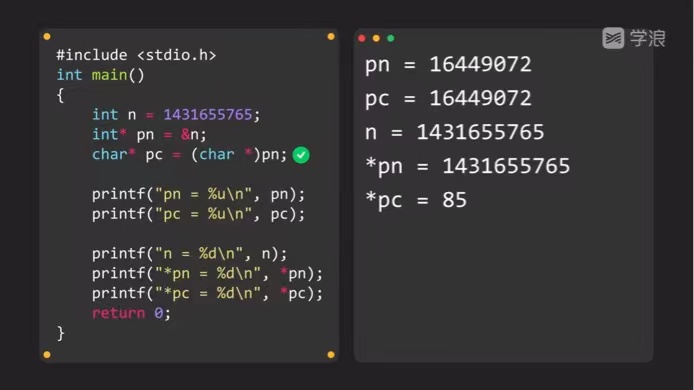 #include <stdio.h>
int main()
{
    int n = 1431655765;
    int* pn = &n;
    char* pc = (char *)pn;

    printf("pn = %u\n", pn);
    printf("pc = %u\n", pc);

    printf("n = %d\n", n);
    printf("*pn = %d\n", *pn);
    printf("*pc = %d\n", *pc);
    return 0;
}
学浪
pn = 16449072
pc = 16449072
n = 1431655765
*pn = 1431655765
*pc = 85